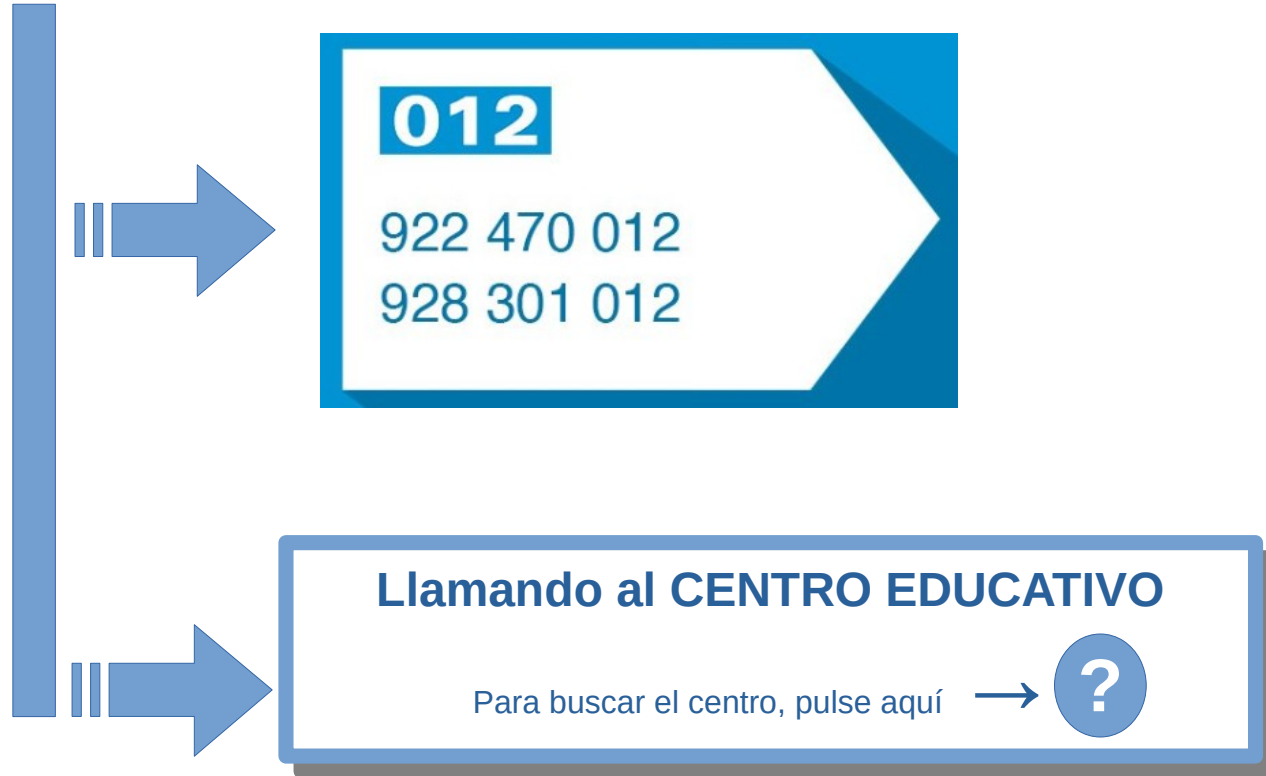 012
922 470 012
928 301 012
Llamando al CENTRO EDUCATIVO
Para buscar el centro, pulse aquí → ?